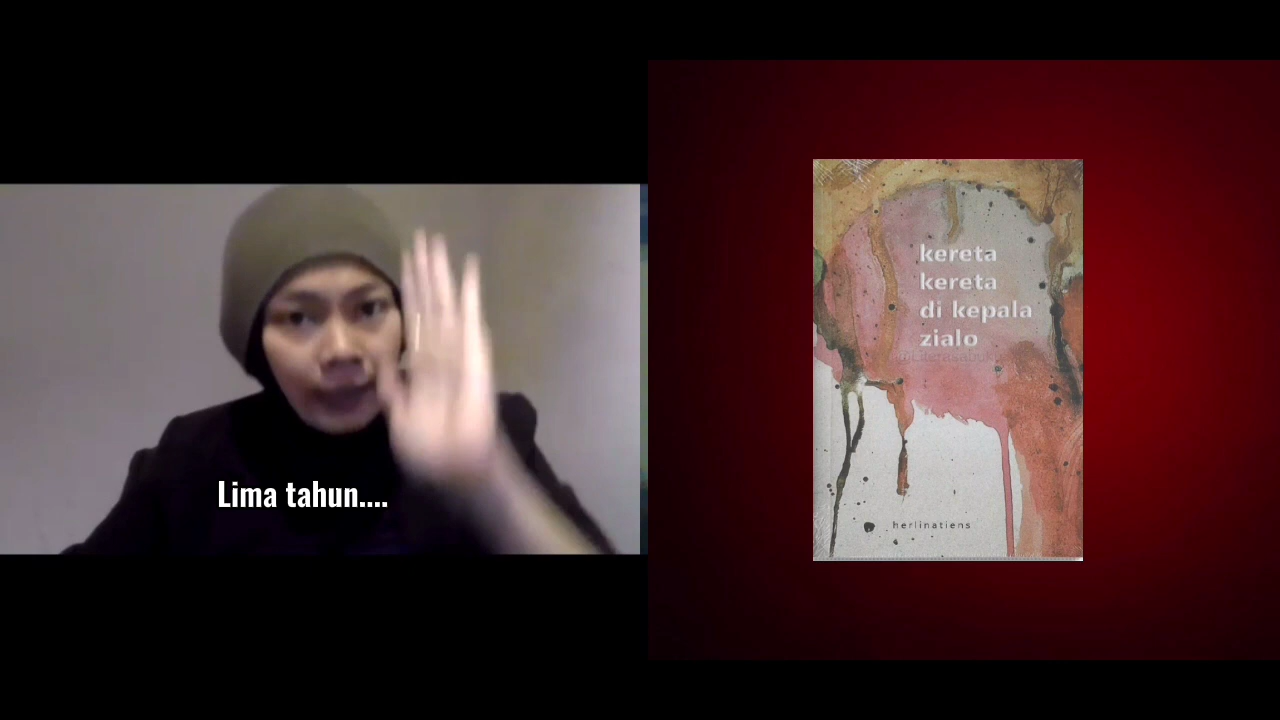 Lima tahun....
kereta
kereta
di kepala
zialo
herlinatiens